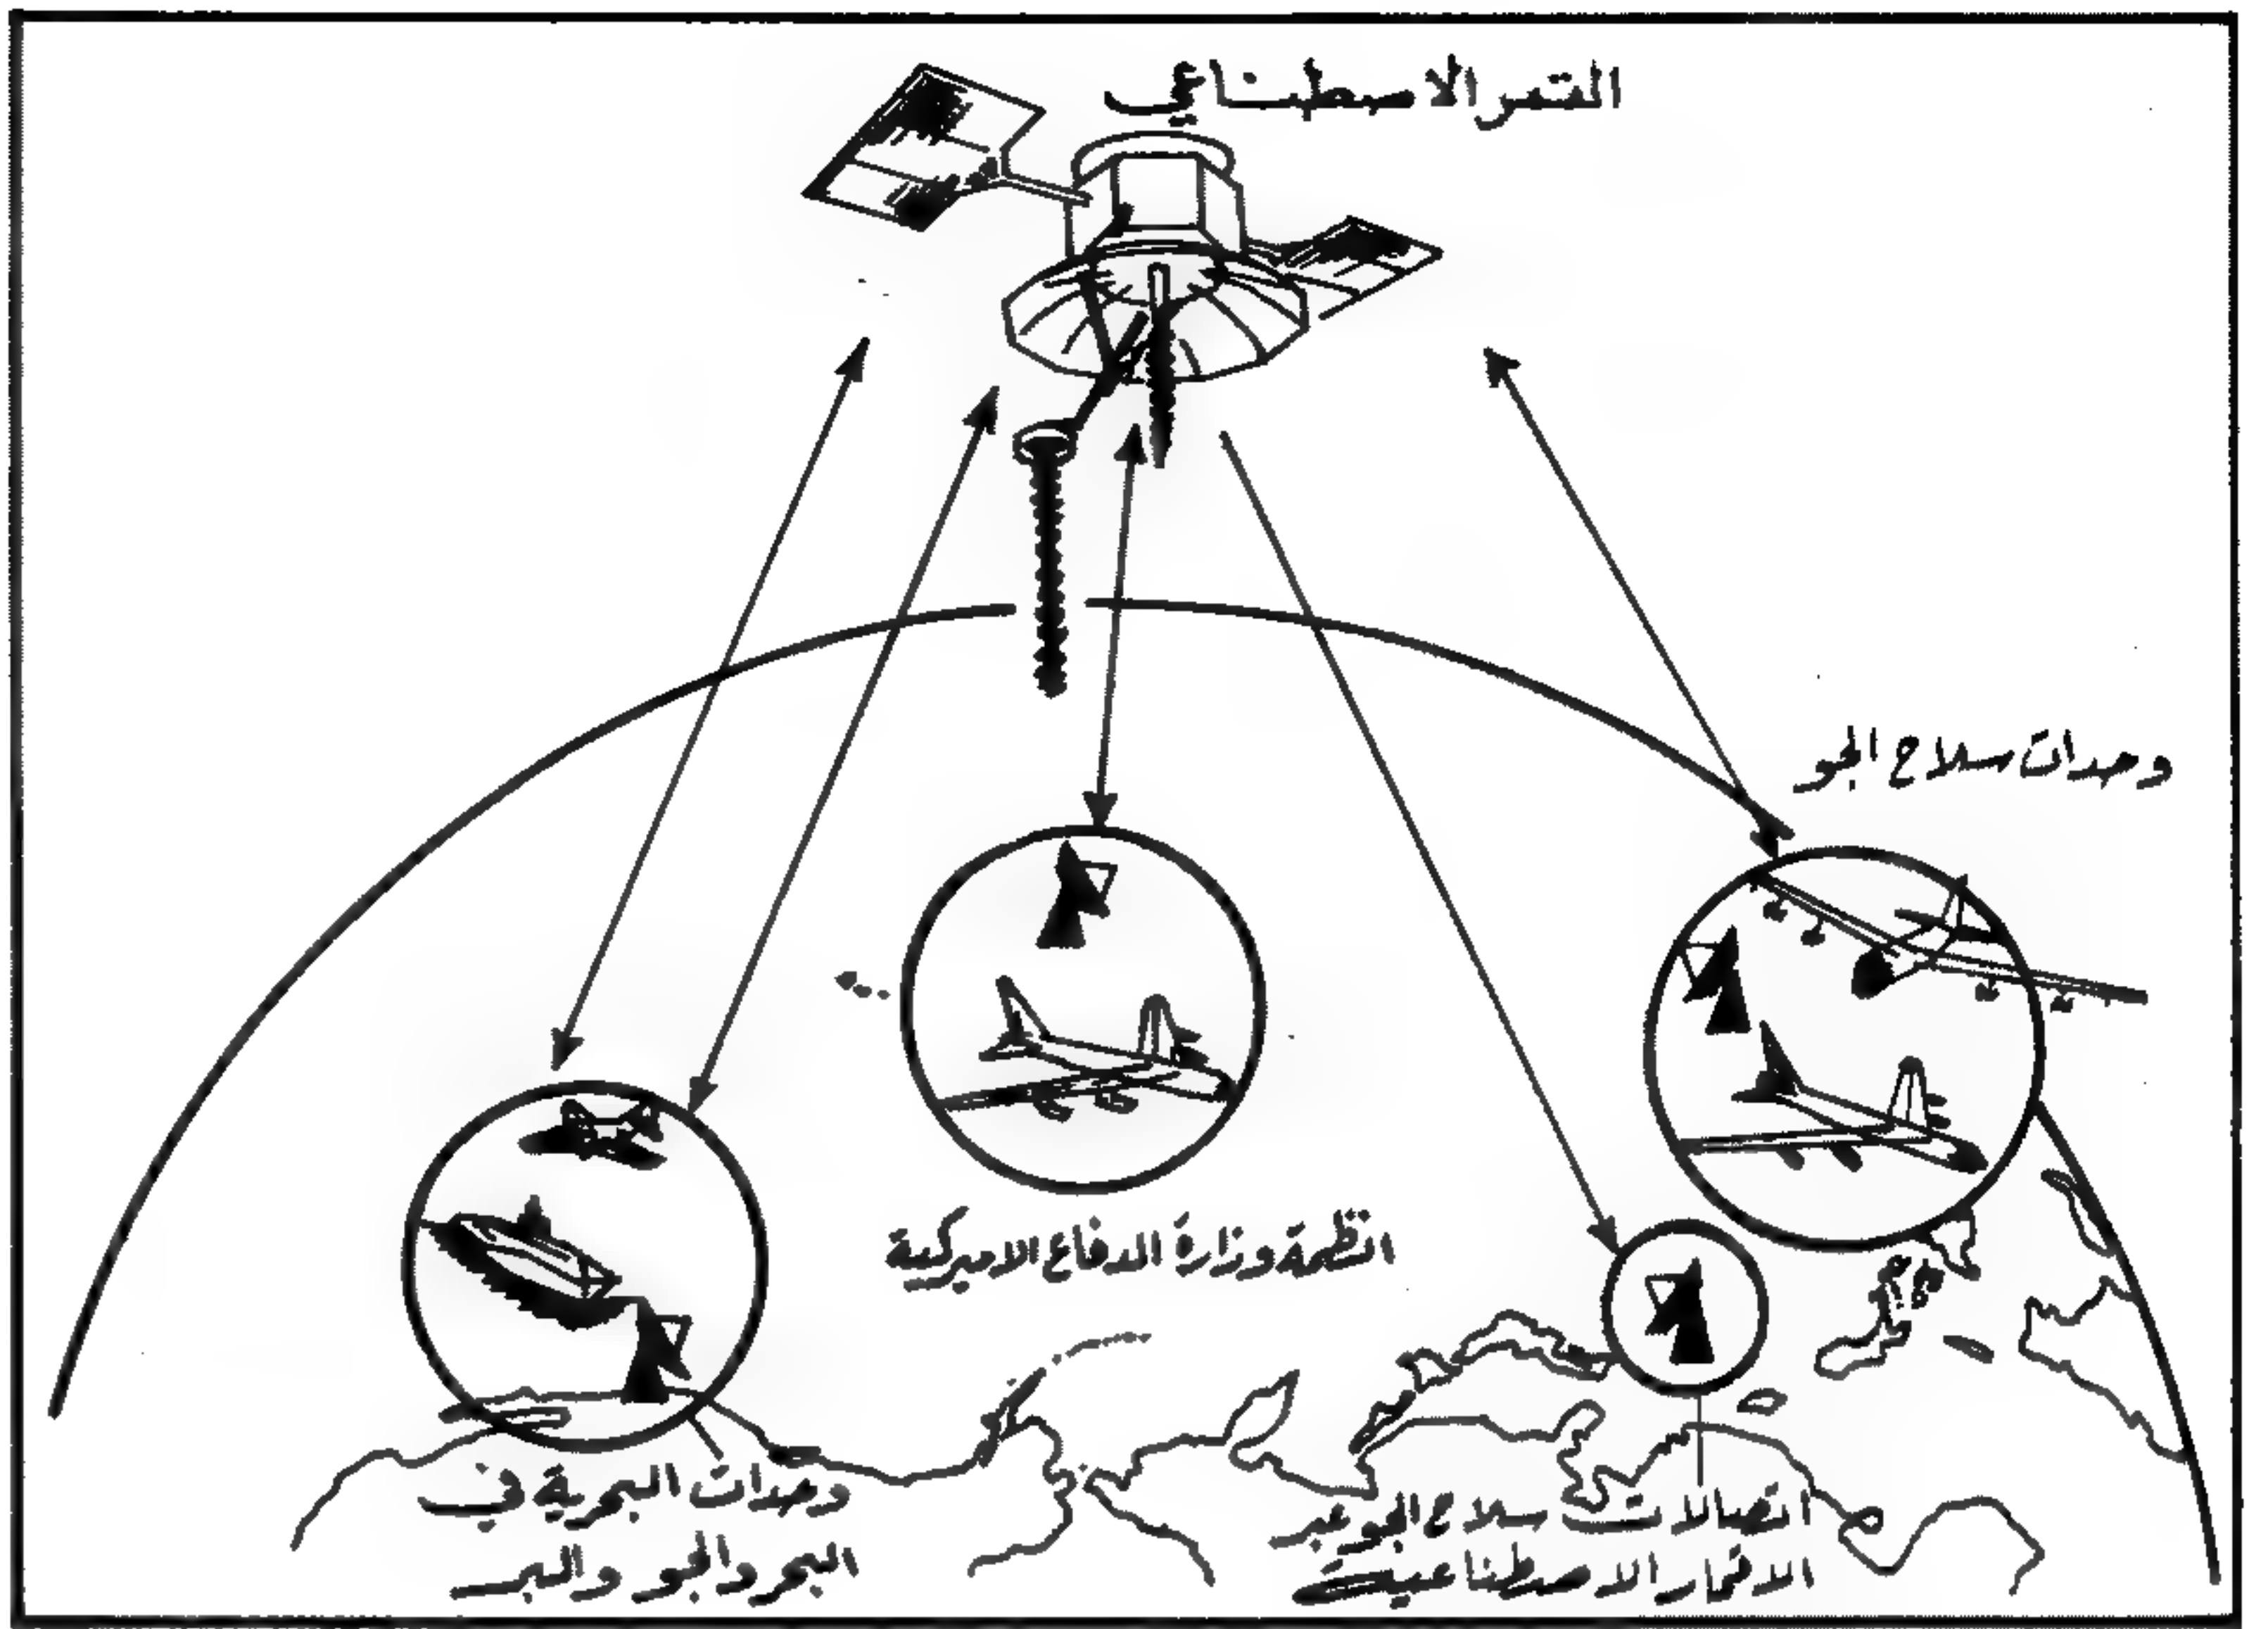 القمر الاصطناعي
وحدات سلاح الجو
انظمة وزارة الدفاع الاميركية
وحدات البحرية في
البحر والجو والبر
اتصالات سلاح الجو عبر
الاقمار الاصطناعية